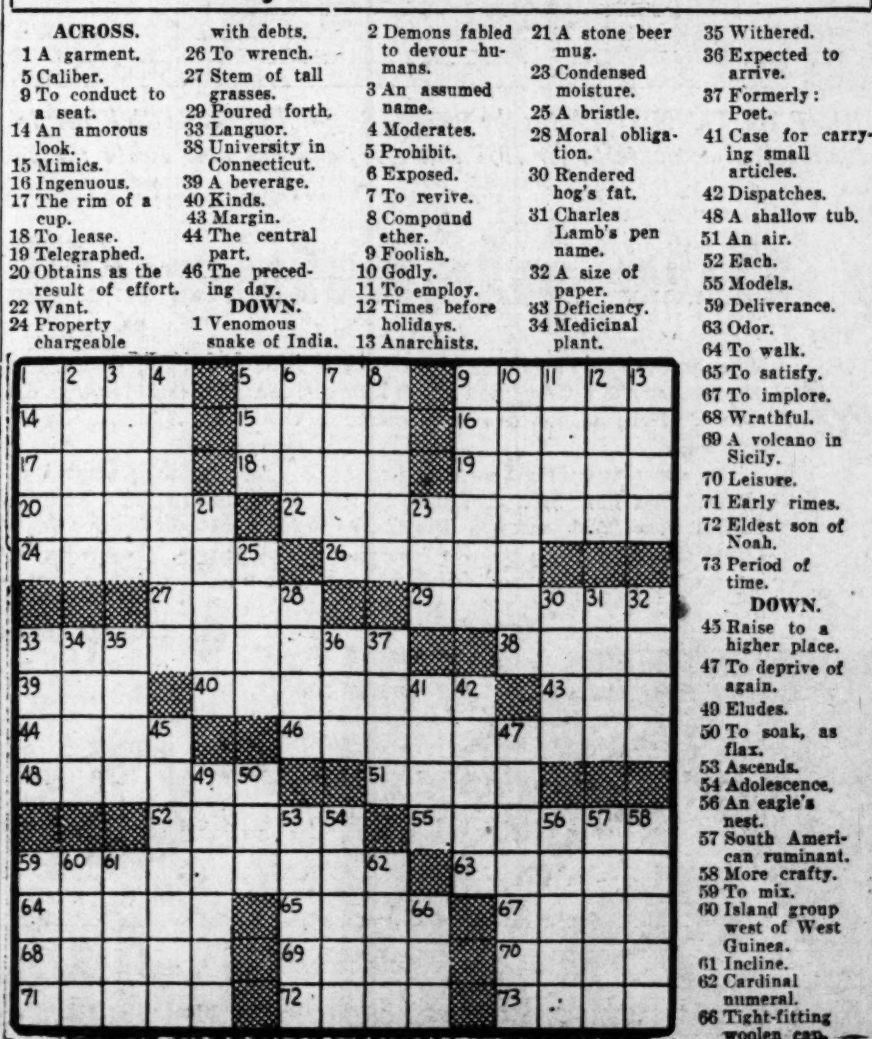 ACROSS.
1 A garment.
5 Caliber.
9 To conduct to
a seat.
14 An amorous
look.
15 Mimics.
16 Ingenuous.
17 The rim of a
cup.
18 To lease.
19 Telegraphed.
20 Obtains as the
result of effort.
22 Want.
24 Property
chargeable
with debts.
26 To wrench.
27 Stem of tall
grasses.
29 Poured forth.
33 Languor.
38 University in
Connecticut.
39 A beverage.
40 Kinds.
43 Margin.
44 The central
part.
46 The preced-
ing day.
DOWN.
1 Venomous
snake of India.
2 Demons fabled
to devour hu-
mans.
3 An assumed
name.
4 Moderates.
5 Prohibit.
6 Exposed.
7 To revive.
8 Compound
ether.
9 Foolish.
10 Godly.
11 To employ.
12 Times before
holidays.
13 Anarchists.
21 A stone beer
mug.
23 Condensed
moisture.
25 A bristle.
28 Moral obliga-
tion.
30 Rendered
hog's fat.
31 Charles
Lamb's pen
name.
32 A size of
paper.
33 Deficiency.
34 Medicinal
plant.
35 Withered.
36 Expected to
arrive.
37 Formerly:
Poet.
41 Case for carry-
ing small
articles.
42 Dispatches.
48 A shallow tub.
51 An air.
52 Each.
55 Models.
59 Deliverance.
63 Odor.
64 To walk.
65 To satisfy.
67 To implore.
68 Wrathful.
69 A volcano in
Sicily.
70 Leisure.
71 Early rimes.
72 Eldest son of
Noah.
73 Period of
time.
DOWN.
45 Raise to a
higher place.
47 To deprive of
again.
49 Eludes.
50 To soak, as
flax.
53 Ascends.
54 Adolescence.
56 An eagle's
nest.
57 South Ameri-
can ruminant.
58 More crafty.
59 To mix.
60 Island group
west of West
Guinea.
61 Incline.
62 Cardinal
numeral.
66 Tight-fitting
woolen cap.
1 2 3 4 5 6 7 8 9 10 11 12 13
14 15 16
17 18 19
20 21 22 23
24 25 26
27 28 29 30 31 32
33 34 35 36 37 38
39 40 41 42 43
44 45 46 47
48 49 50 51
52 53 54 55 56 57 58
59 60 61 62 63
64 65 66 67
68 69 70
71 72 73